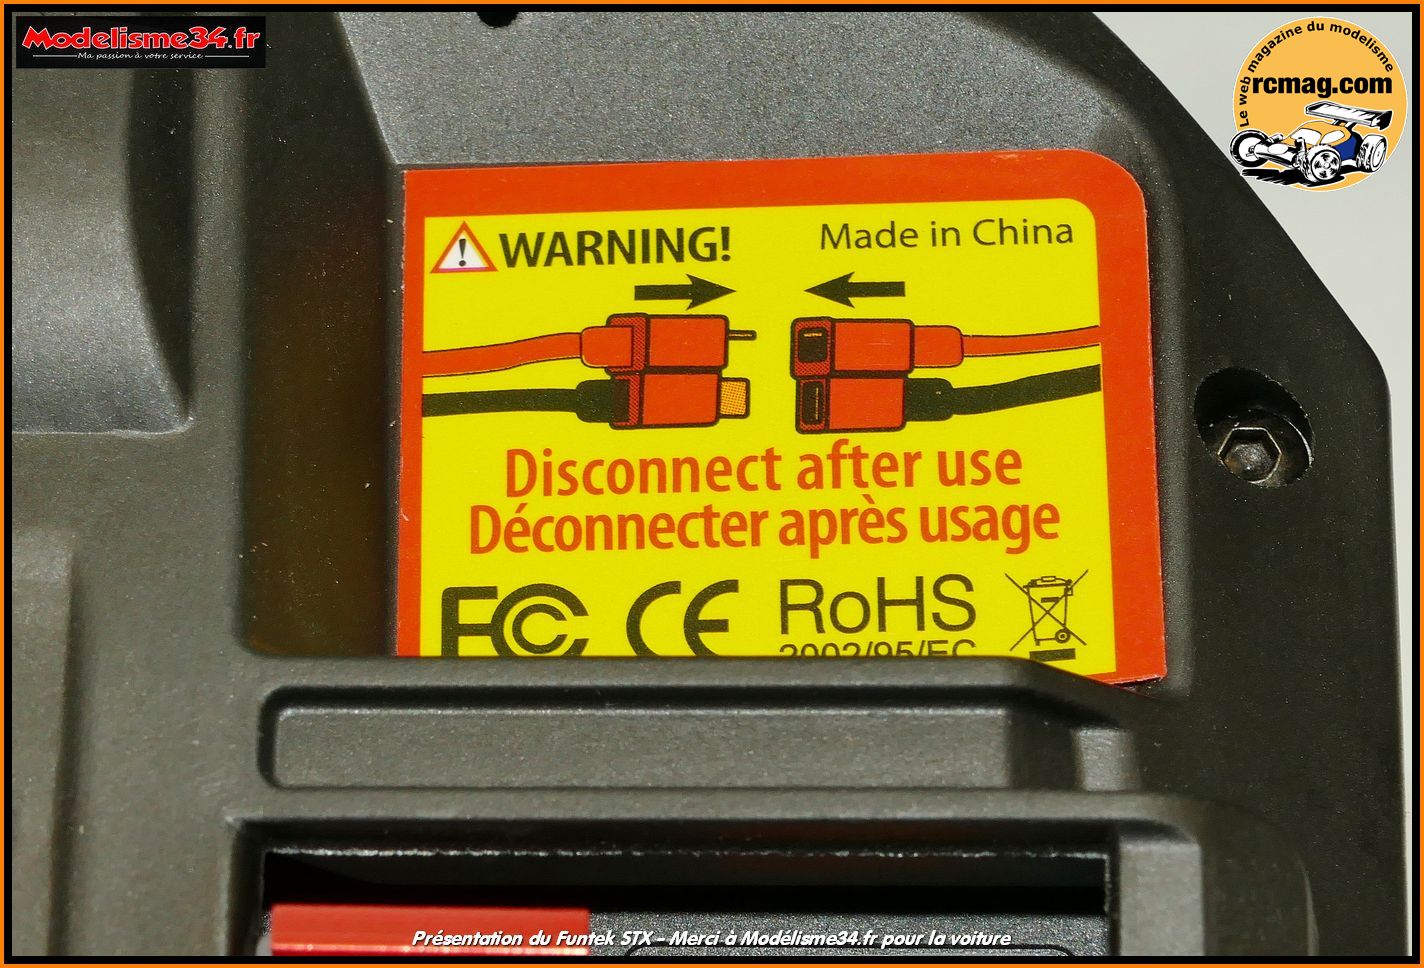 Modelisme34.fr
Ma passion à votre service
Le web magazine du modelisme
rcmag.com
WARNING!
Made in China
Disconnect after use
Déconnecter après usage
FC CE RoHS
2002/95/EC
Présentation du Funtek STX - Merci à Modélisme34.fr pour la voiture